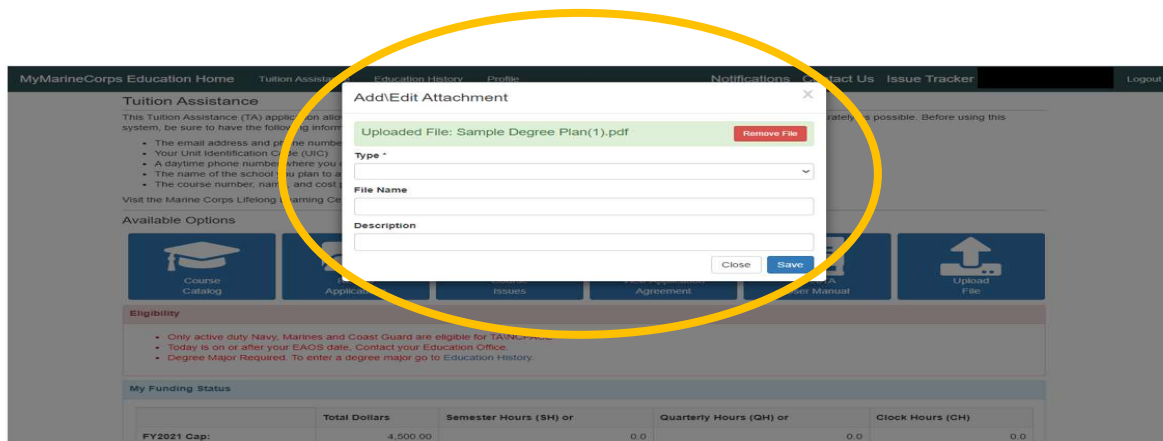 MyMarineCorps Education Home Tuition Assistance Education History Profile Notifications Contact Us Issue Tracker Logout
Tuition Assistance
This Tuition Assistance (TA) application
possible. Before using this
system, be sure to have the following
The email address and phone number
Your Unit Identification Code (UIC)
A daytime phone number where you
The name of the school you plan to
The course number, name, and cost
Visit the Marine Corps Lifelong Learning
Available Options
Add\Edit Attachment
×
Uploaded File: Sample Degree Plan(1).pdf Remove File
Type *
File Name
Description
Close Save
Course
Catalog
Issues
Agreement
Manual
Upload
File
Eligibility
Only active duty Navy, Marines and Coast Guard are eligible for TA\NCPACE
Today is on or after your EAOS date, Contact your Education Office.
Degree Major Required. To enter a degree major go to Education History.
My Funding Status
Total Dollars Semester Hours (SH) or Quarterly Hours (QH) or Clock Hours (CH)
FY2021 Cap: 4,500.00 0.0 0.0 0.0